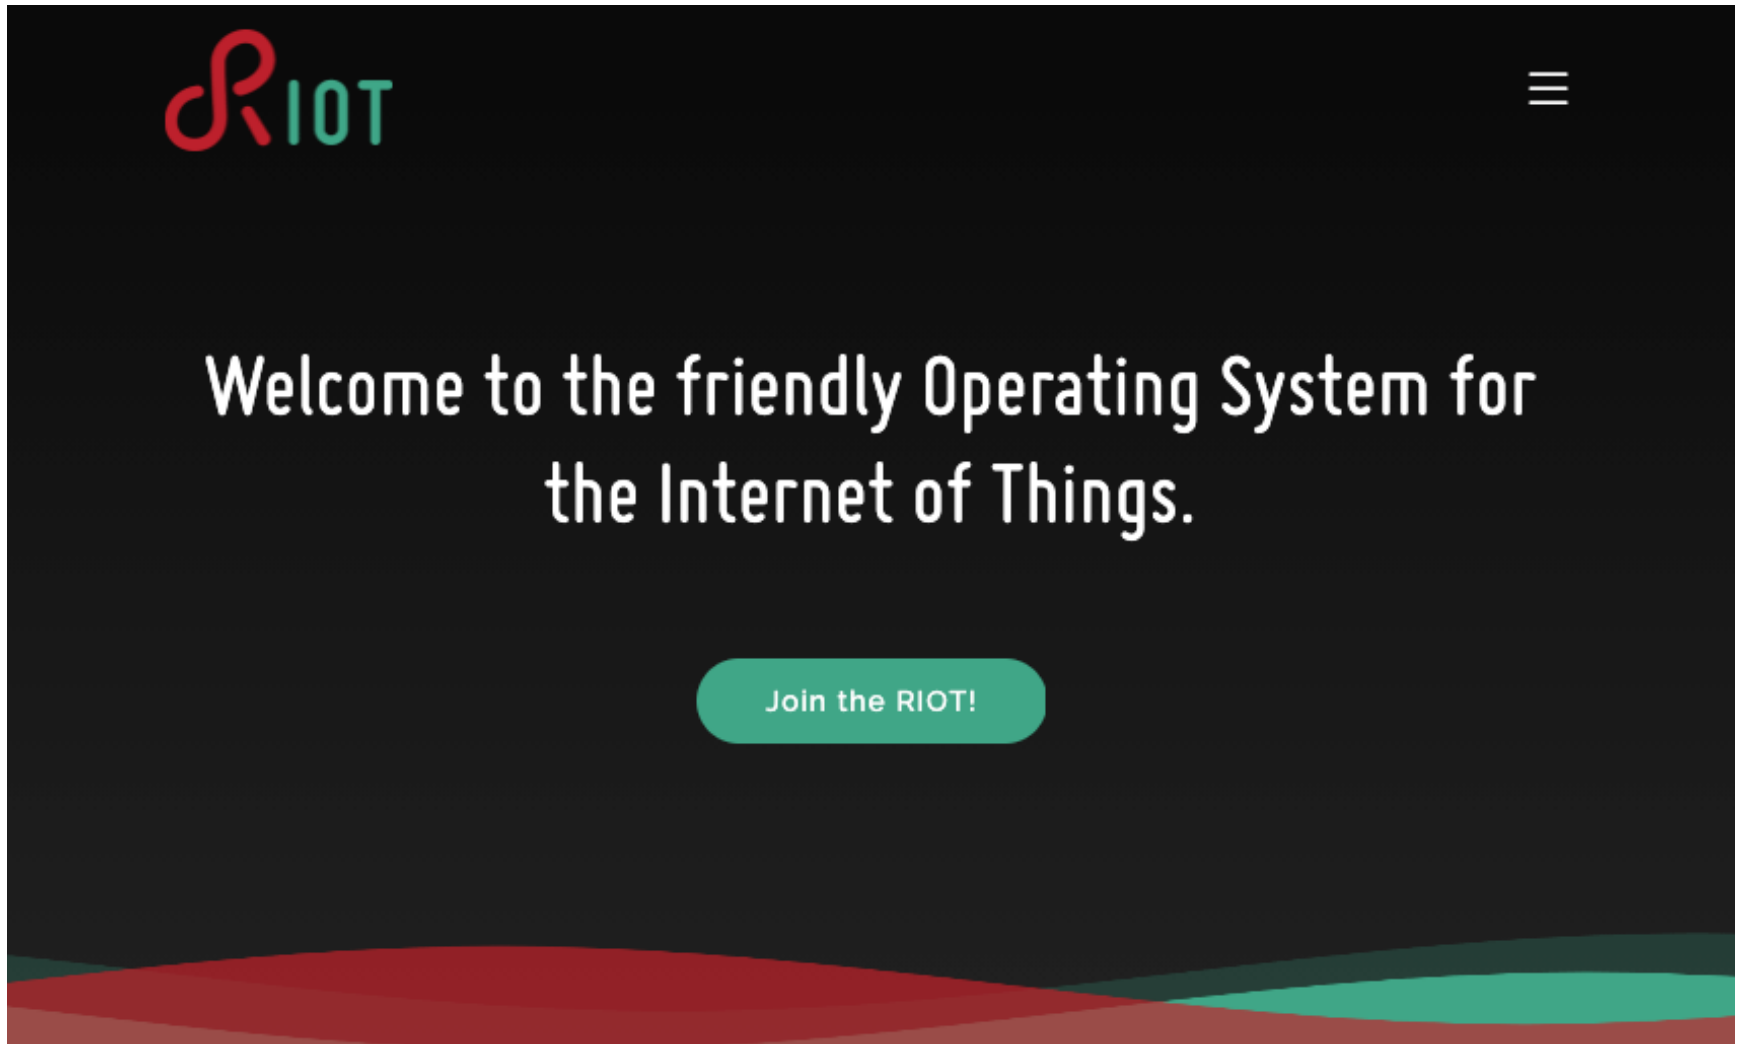 RIOT
Welcome to the friendly Operating System for
the Internet of Things.
Join the RIOT!